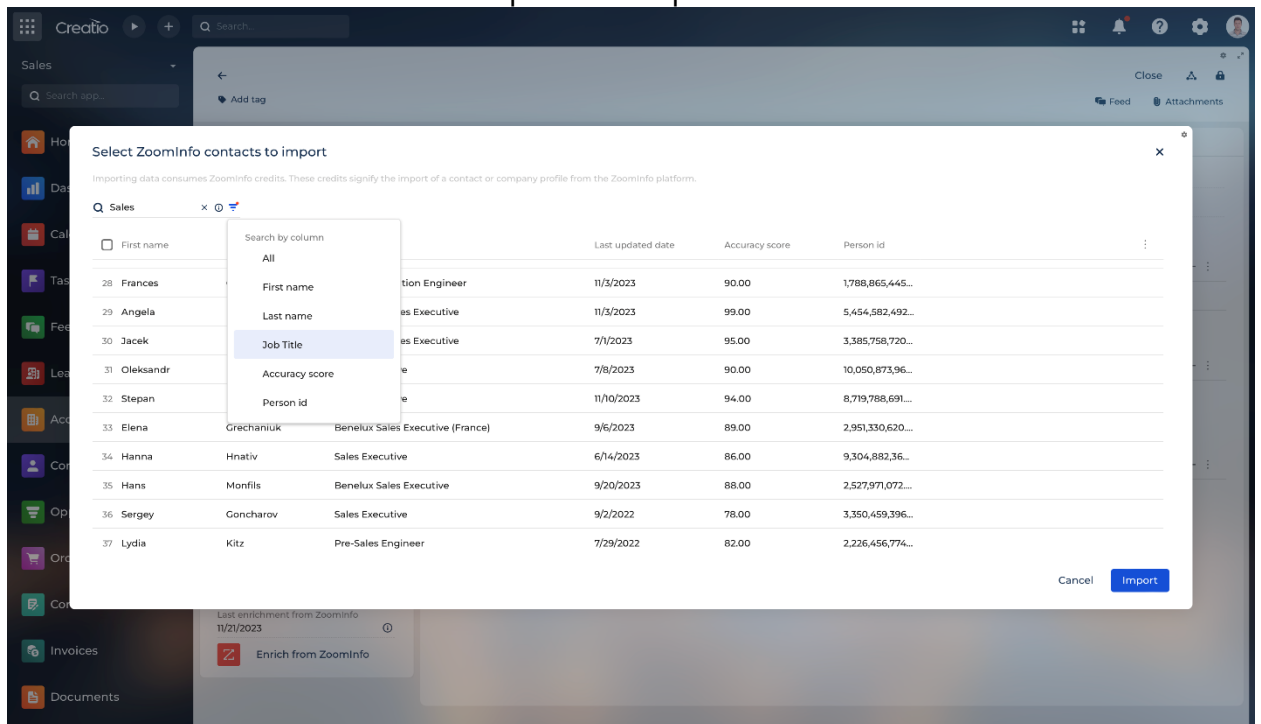 Creatio
Search...
Sales
Search app...
Close
Add tag
Feed
Attachments
Select ZoomInfo contacts to import
Importing data consumes ZoomInfo credits. These credits signify the import of a contact or company profile from the ZoomInfo platform.
Sales
Search by column
All
First name
Last name
Job Title
Accuracy score
Person id
First name Last updated date Accuracy score Person id
28 Frances tion Engineer 11/3/2023 90.00 1,788,865,445...
29 Angela es Executive 11/3/2023 99.00 5,454,582,492...
30 Jacek es Executive 7/1/2023 95.00 3,385,758,720...
31 Oleksandr 7/8/2023 90.00 10,050,873,96...
32 Stepan 11/10/2023 94.00 8,719,788,691....
33 Elena Grechaniuk Benelux Sales Executive (France) 9/6/2023 89.00 2,951,330,620....
34 Hanna Hnativ Sales Executive 6/14/2023 86.00 9,304,882,36...
35 Hans Monfils Benelux Sales Executive 9/20/2023 88.00 2,527,971,072....
36 Sergey Goncharov Sales Executive 9/2/2022 78.00 3,350,459,396...
37 Lydia Kitz Pre-Sales Engineer 7/29/2022 82.00 2,226,456,774...
Cancel
Import
Last enrichment from ZoomInfo
11/21/2023
Enrich from ZoomInfo
Invoices
Documents